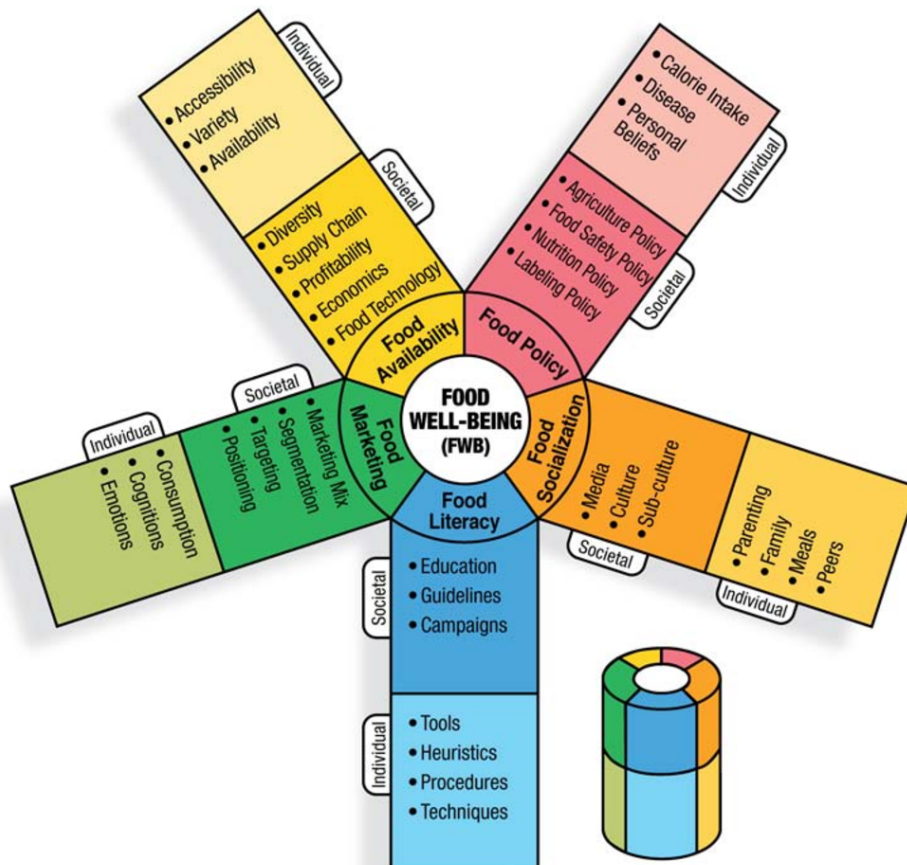 FOOD
WELL-BEING
(FWB)
Food
Availability
Societal
• Diversity
• Supply Chain
• Profitability
• Economics
• Food Technology
Individual
• Accessibility
• Variety
• Availability
Food Policy
Societal
• Agriculture Policy
• Food Safety Policy
• Nutrition Policy
• Labeling Policy
Individual
• Calorie Intake
• Disease
• Personal
Beliefs
Food
Socialization
Societal
• Media
• Culture
• Sub-culture
Individual
• Parenting
• Family
• Meals
• Peers
Food
Literacy
Societal
• Education
• Guidelines
• Campaigns
Individual
• Tools
• Heuristics
• Procedures
• Techniques
Food
Marketing
Societal
• Marketing Mix
• Segmentation
• Targeting
• Positioning
Individual
• Consumption
• Cognitions
• Emotions